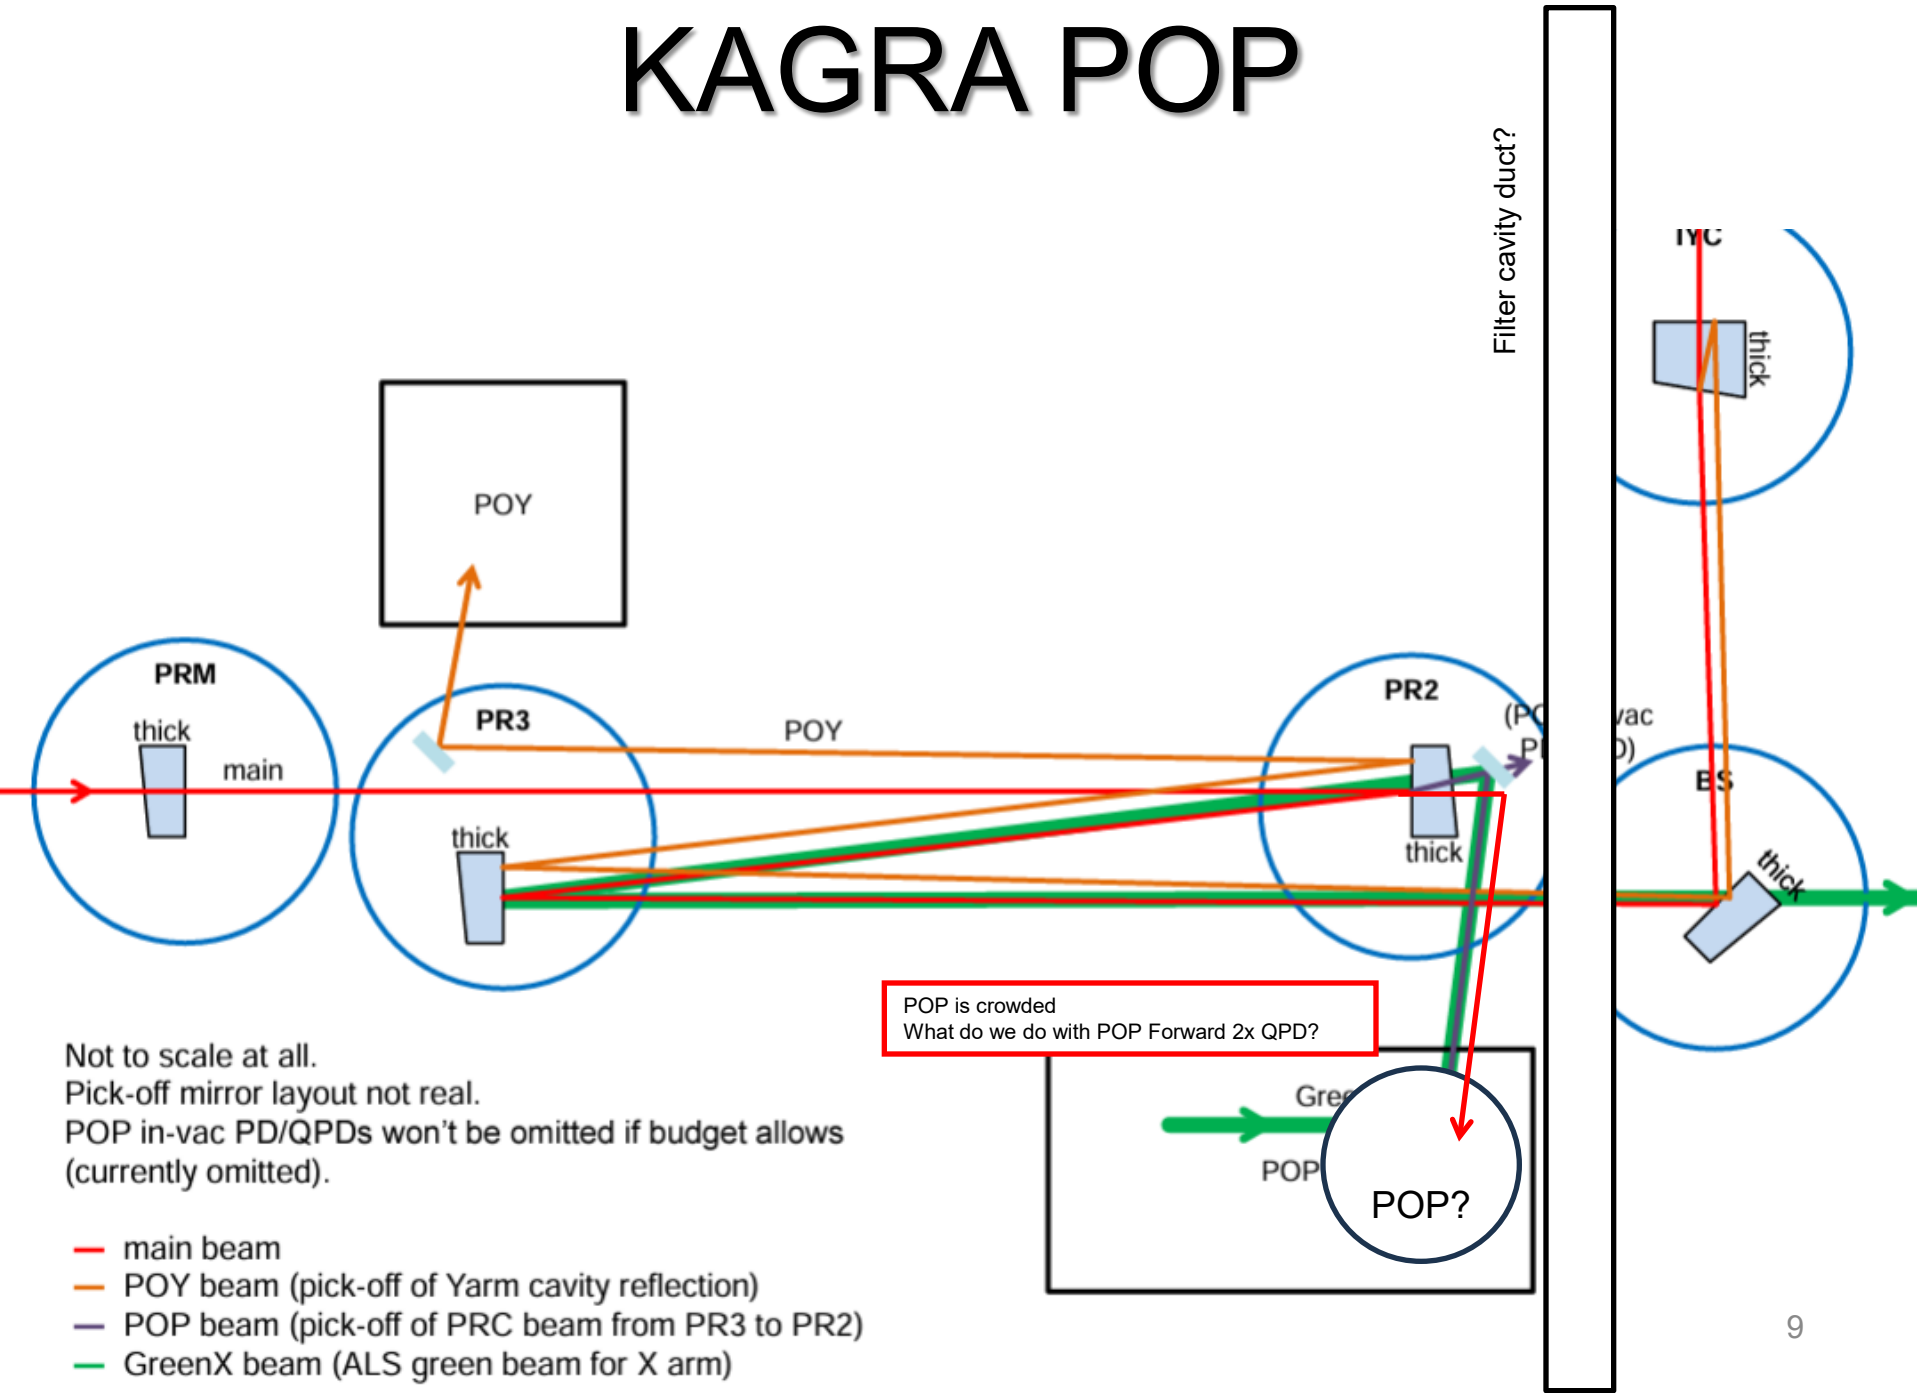 KAGRA POP
Filter cavity duct?
IYC
thick
POY
PRM
thick
main
PR3
thick
POY
PR2
thick
vac
BS
thick
POP is crowded
What do we do with POP Forward 2x QPD?
POP
POP?
Not to scale at all.
Pick-off mirror layout not real.
POP in-vac PD/QPDs won't be omitted if budget allows
(currently omitted).
main beam
POY beam (pick-off of Yarm cavity reflection)
POP beam (pick-off of PRC beam from PR3 to PR2)
GreenX beam (ALS green beam for X arm)
9